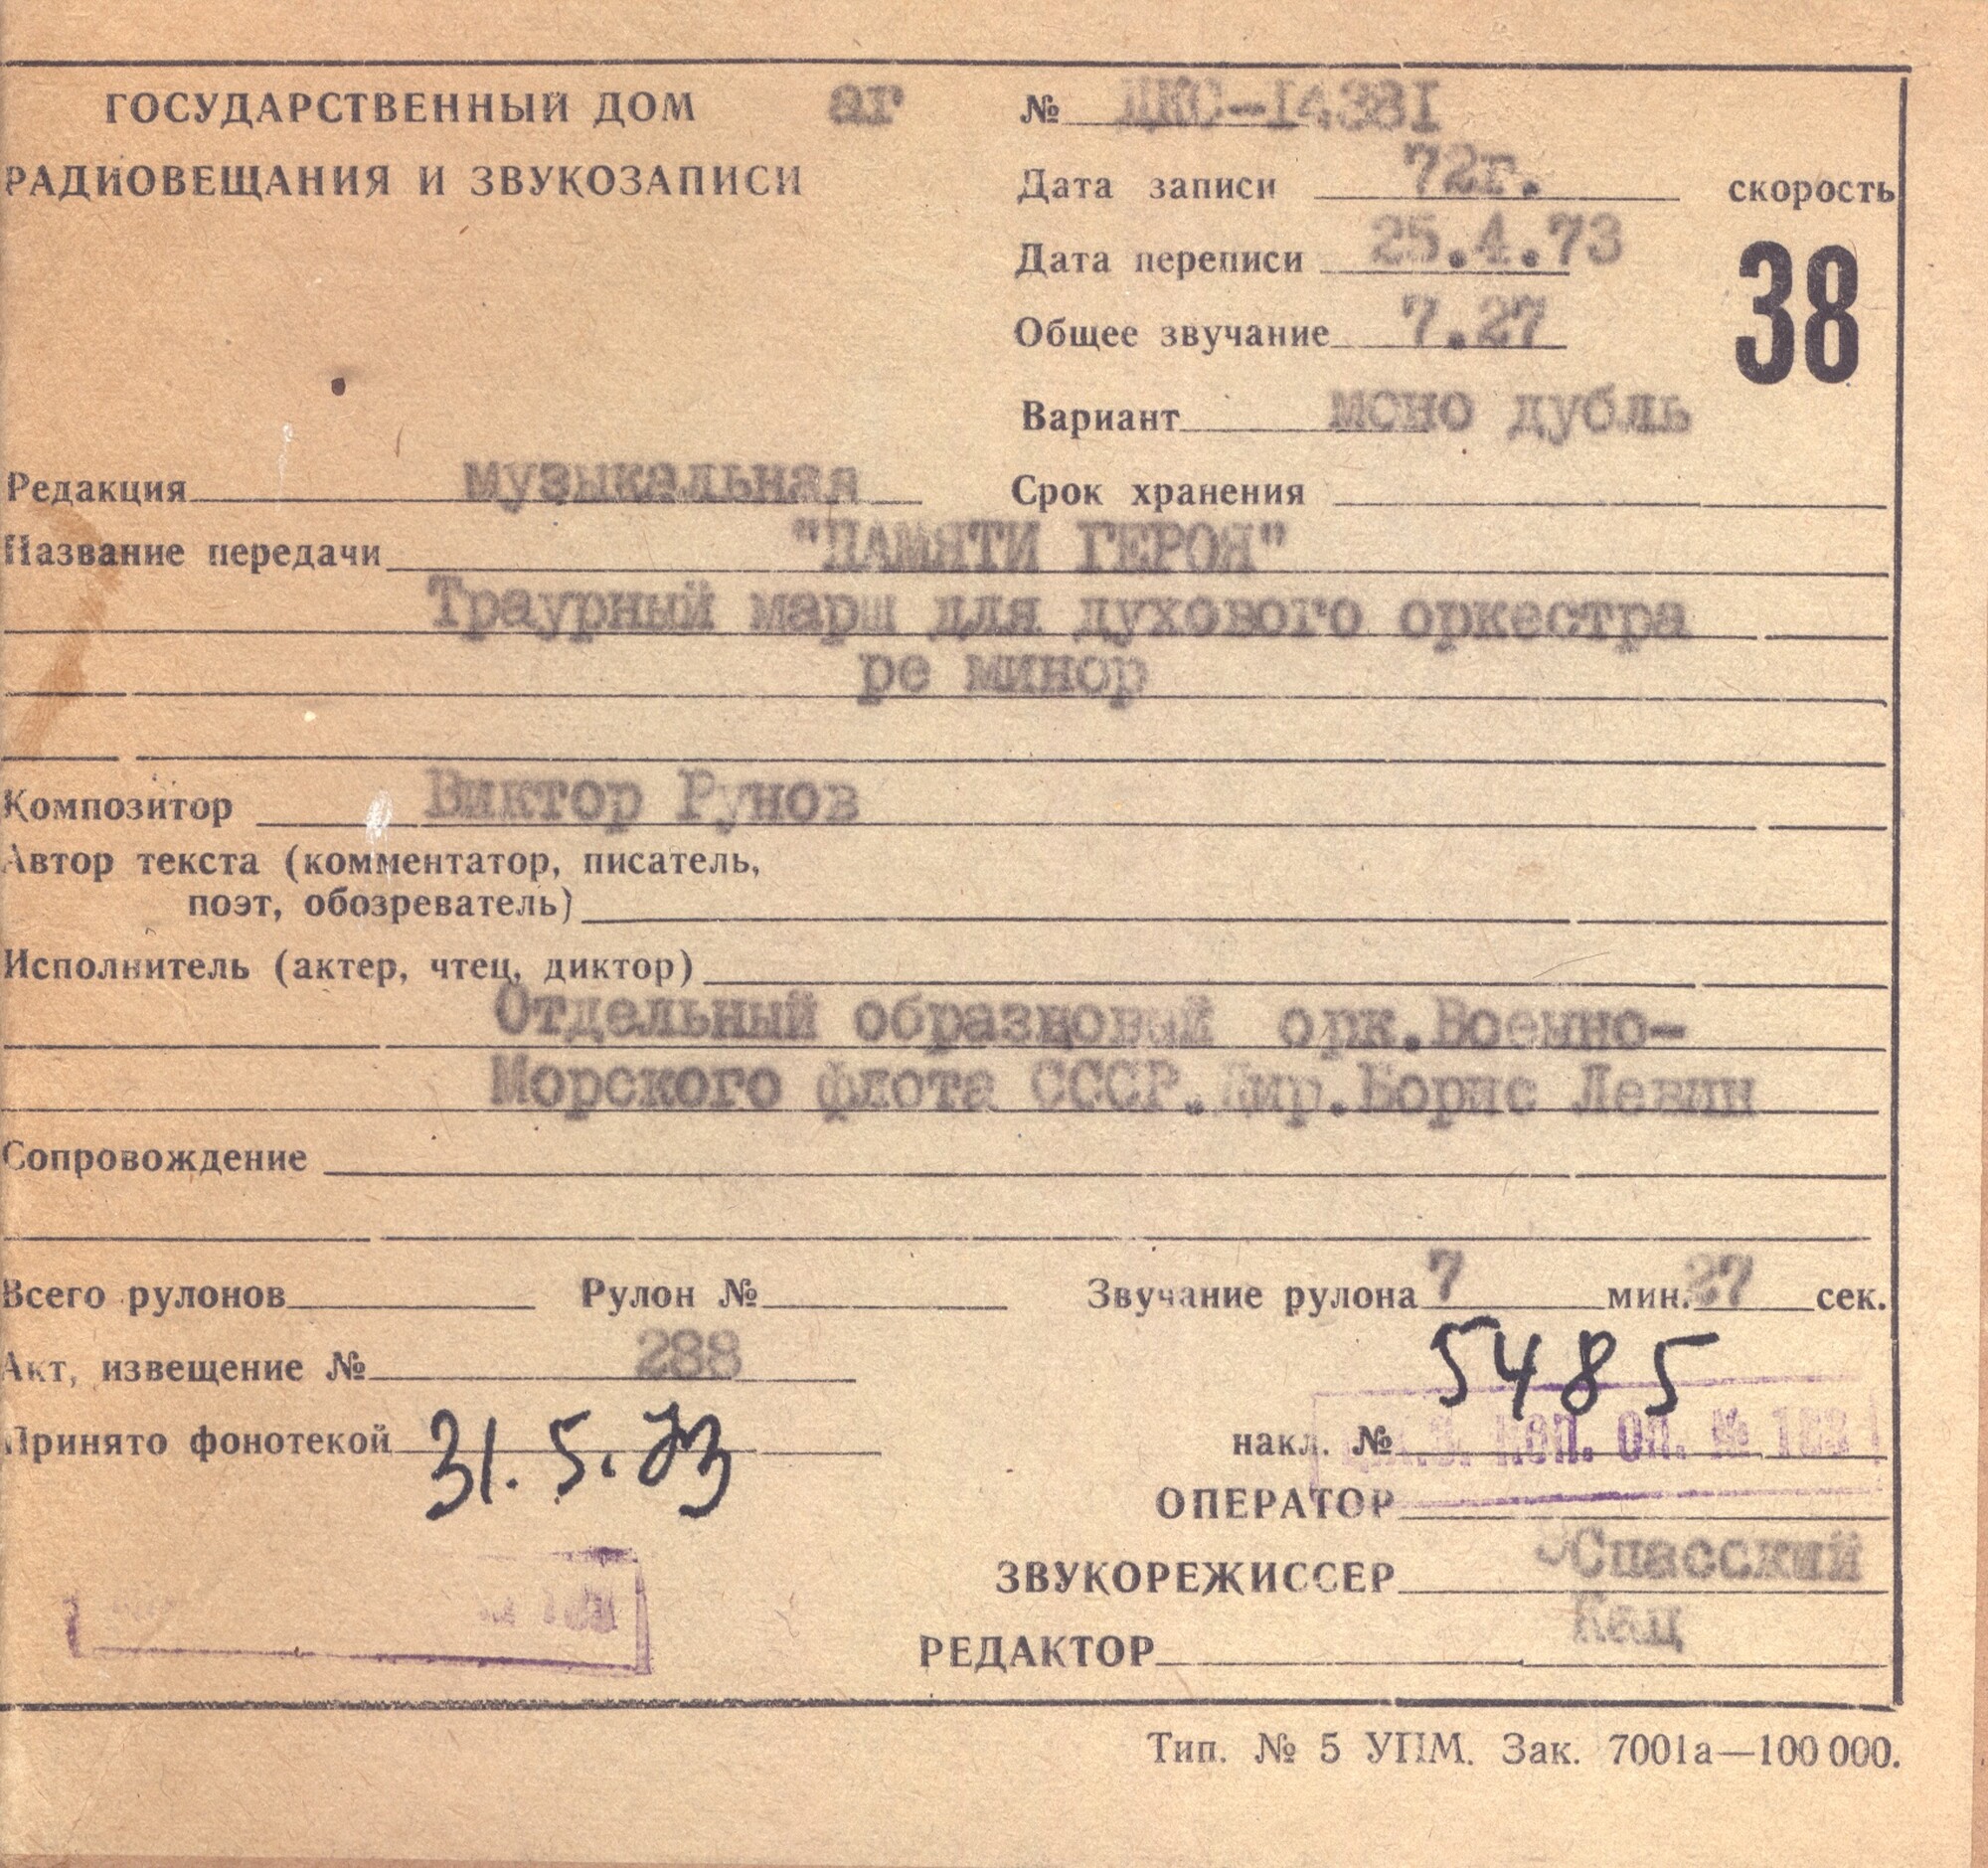 ГОСУДАРСТВЕННЫЙ ДОМ аг
РАДИОВЕЩАНИЯ И ЗВУКОЗАПИСИ
№ ДКС-I438I
Дата записи 72г.
скорость
Дата переписи 25.4.73
38
Общее звучание 7.27
Вариант моно дубль
Редакция музыкальная
Срок хранения
Название передачи "ПАМЯТИ ГЕРОЯ"
Траурный марш для духового оркестра
ре минор
Композитор Виктор Рунов
Автор текста (комментатор, писатель,
поэт, обозреватель)
Исполнитель (актер, чтец, диктор)
Отдельный образцовый орк.Военно-
Морского флота СССР.Дир.Борис Левин
Сопровождение
Всего рулонов Рулон № Звучание рулона 7 мин. 27 сек.
Акт, извещение № 288
5485
Принято фонотекой 31.5.73
накл. №
коп. оп. №
ОПЕРАТОР
ЗВУКОРЕЖИССЕР Спасский
Кац
РЕДАКТОР
Тип. № 5 УПМ. Зак. 7001а—100 000.